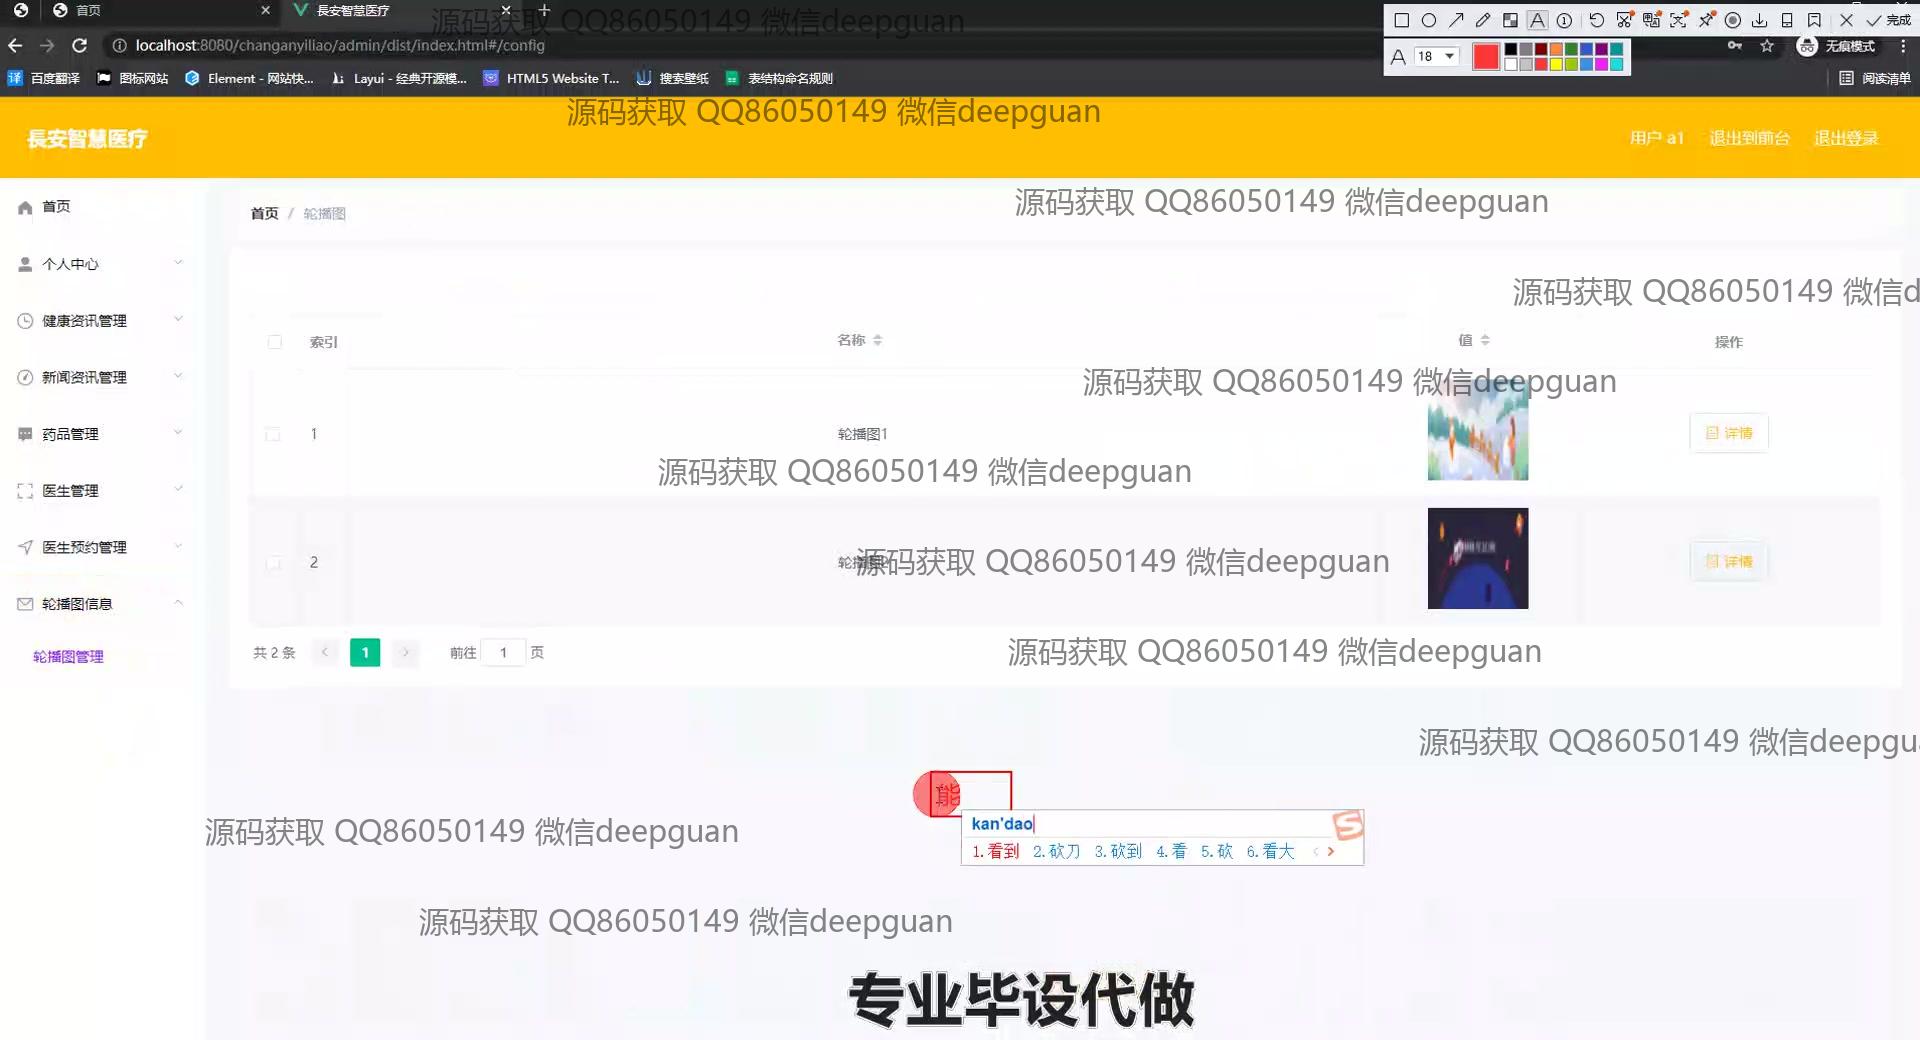 首页
長安智慧医疗
源码获取 QQ86050149 微信deepguan
完成
localhost:8080/changanyiliao/admin/dist/index.html#/config
A 18
无痕模式
百度翻译 图标网站 Element - 网站快... Layui - 经典开源模... HTML5 Website T... 搜索壁纸 表结构命名规则
阅读清单
源码获取 QQ86050149 微信deepguan
長安智慧医疗
用户 a1 退出到前台 退出登录
源码获取 QQ86050149 微信deepguan
首页
首页 / 轮播图
个人中心
源码获取 QQ86050149 微信d
健康资讯管理
索引 名称 值 操作
新闻资讯管理
源码获取 QQ86050149 微信deepguan
药品管理
1 轮播图1 详情
源码获取 QQ86050149 微信deepguan
医生管理
医生预约管理
2 详情
源码获取 QQ86050149 微信deepguan
轮播图信息
轮播图管理
共 2 条 1 前往 1 页
源码获取 QQ86050149 微信deepguan
源码获取 QQ86050149 微信deepgu
能
kan'dao
1.看到 2.砍刀 3.砍到 4.看 5.砍 6.看大
源码获取 QQ86050149 微信deepguan
源码获取 QQ86050149 微信deepguan
专业毕设代做